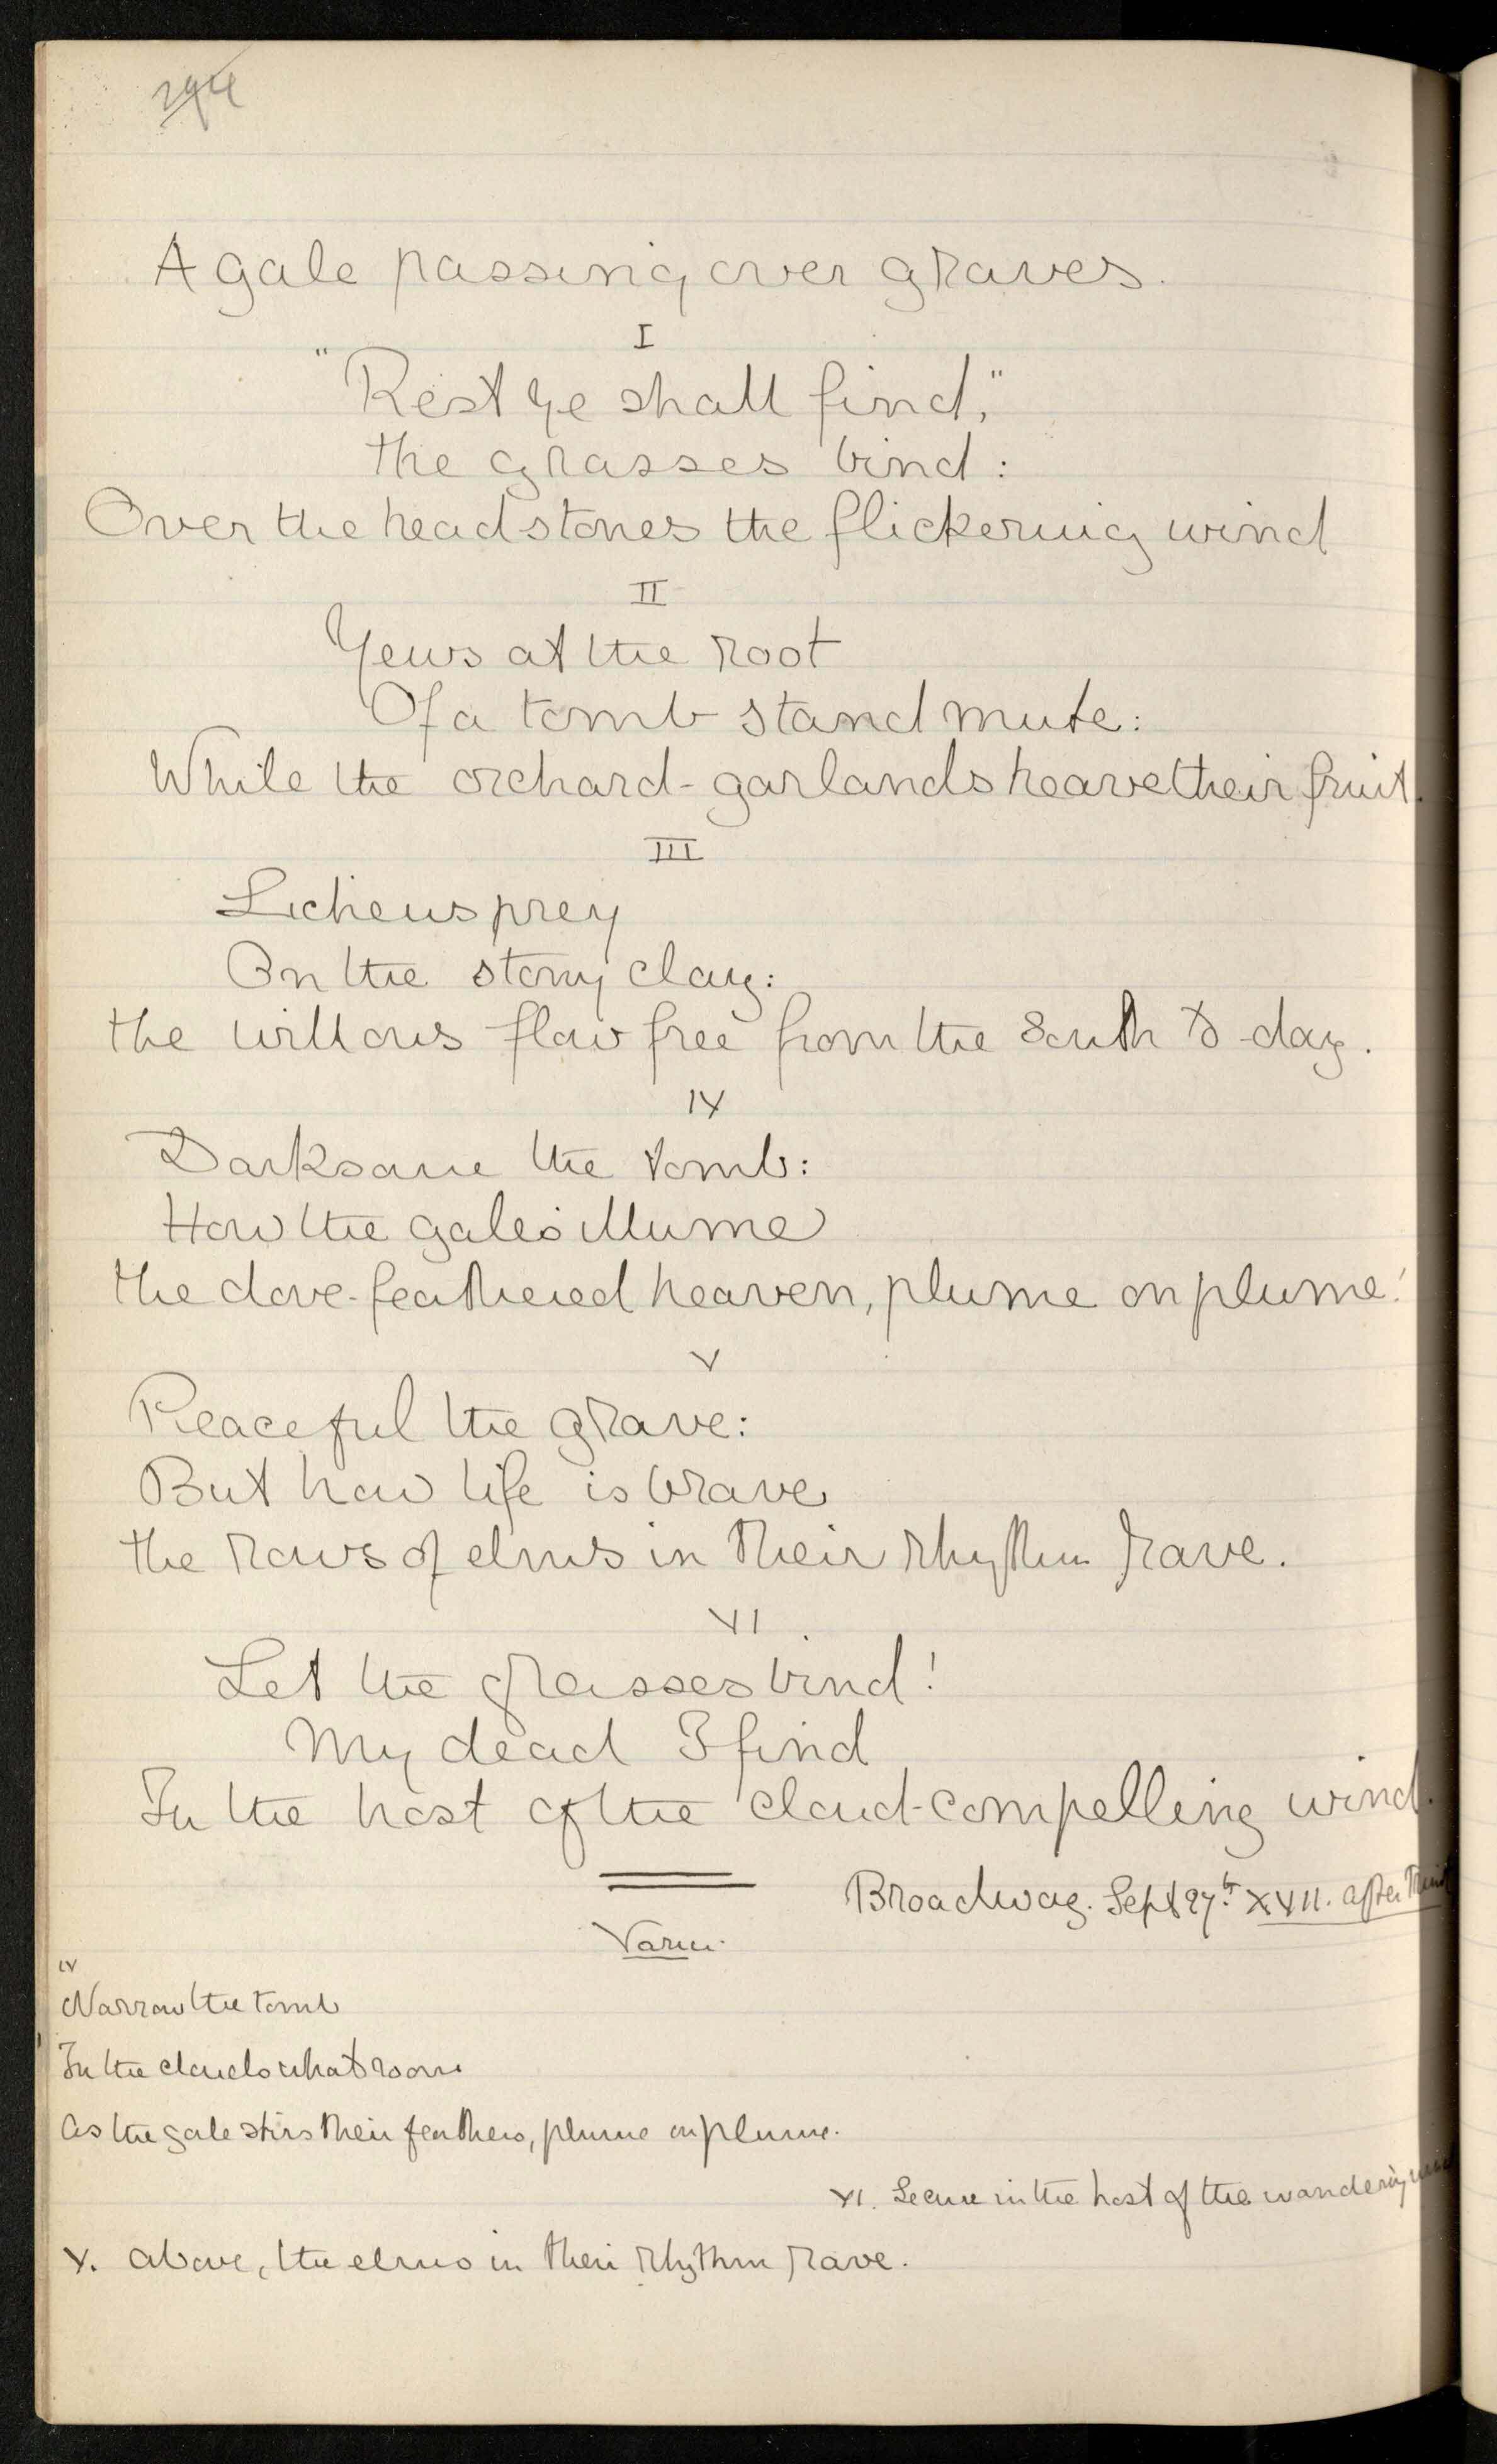 A gale passing over graves.
I
"Rest ye shall find,"
the grasses bind:
Over the headstones the flickering wind
II
Yews at the root
Of a tomb stand mute:
While the orchard-garlands heave their fruit.
III
Lichens prey
On the stony clay:
the willows flow free from the South to-day.
IV
Darksome the tomb:
How the gales illume
the dove-feathered heaven, plume on plume!
V
Peaceful the grave:
But how life is brave
the rows of elms in their rhythm rave.
VI
Let the grasses bind!
My dead I find
In the host of the cloud-compelling wind.
Broadway. Sept 27th XVII. after
Varii.
IV
Narrow the tomb
In the clouds what room
As the gale stirs their feathers, plume on plume.
VI. Secure in the host of the wandering
V. Above, the elms in their rhythm rave.